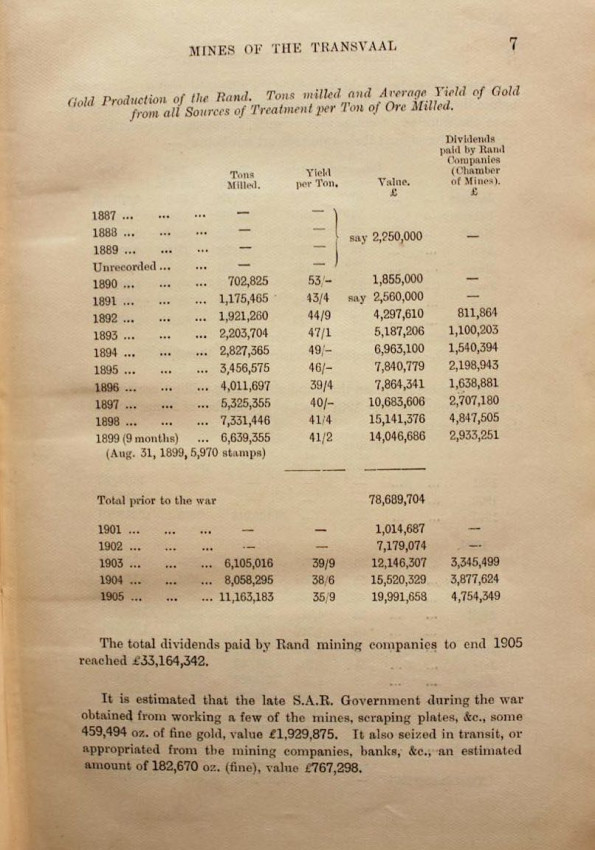 MINES OF THE TRANSVAAL 7
Gold Production of the Rand. Tons milled and Average Yield of Gold
from all Sources of Treatment per Ton of Ore Milled.
Dividends
paid by Rand
Companies
(Chamber
of Mines).
£
Tons
Milled.
Yield
per Ton.
Value.
£
1887 ... ... ... — —
1888 ... ... ... — —
say 2,250,000 —
1889 ... ... ... — —
Unrecorded ... ... — —
1890 ... ... ... 702,825 53/- 1,855,000 —
1891 ... ... ... 1,175,465 43/4 say 2,560,000 —
1892 ... ... ... 1,921,260 44/9 4,297,610 811,864
1893 ... ... ... 2,203,704 47/1 5,187,206 1,100,203
1894 ... ... ... 2,827,365 49/- 6,963,100 1,540,394
1895 ... ... ... 3,456,575 46/- 7,840,779 2,198,943
1896 ... ... ... 4,011,697 39/4 7,864,341 1,638,881
1897 ... ... ... 5,325,355 40/- 10,683,606 2,707,180
1898 ... ... ... 7,331,446 41/4 15,141,376 4,847,505
1899 (9 months) ... 6,639,355 41/2 14,046,686 2,933,251
(Aug. 31, 1899, 5,970 stamps)
Total prior to the war 78,689,704
1901 ... ... ... — — 1,014,687 —
1902 ... ... ... — — 7,179,074 —
1903 ... ... ... 6,105,016 39/9 12,146,307 3,345,499
1904 ... ... ... 8,058,295 38/6 15,520,329 3,877,624
1905 ... ... ... 11,163,183 35/9 19,991,658 4,754,349
The total dividends paid by Rand mining companies to end 1905
reached £33,164,342.
It is estimated that the late S.A.R. Government during the war
obtained from working a few of the mines, scraping plates, &c., some
459,494 oz. of fine gold, value £1,929,875. It also seized in transit, or
appropriated from the mining companies, banks, &c., an estimated
amount of 182,670 oz. (fine), value £767,298.